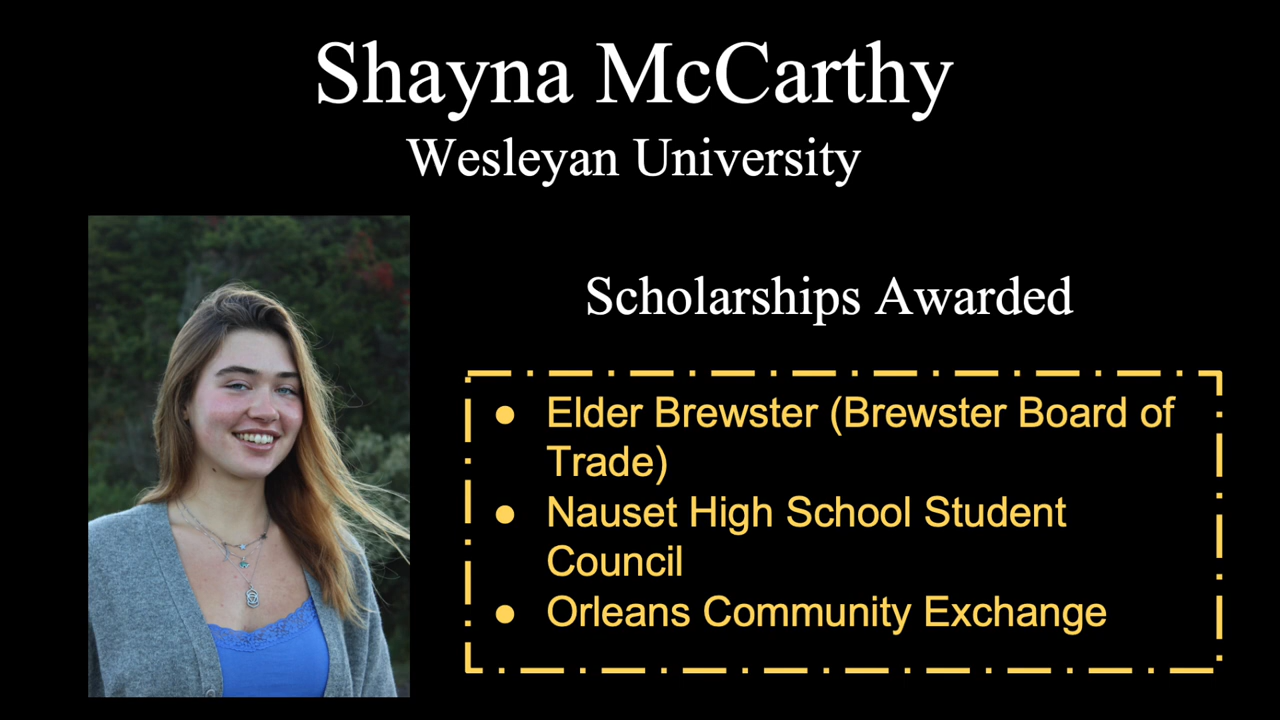 Shayna McCarthy
Wesleyan University
Scholarships Awarded
● Elder Brewster (Brewster Board of
Trade)
● Nauset High School Student
Council
● Orleans Community Exchange